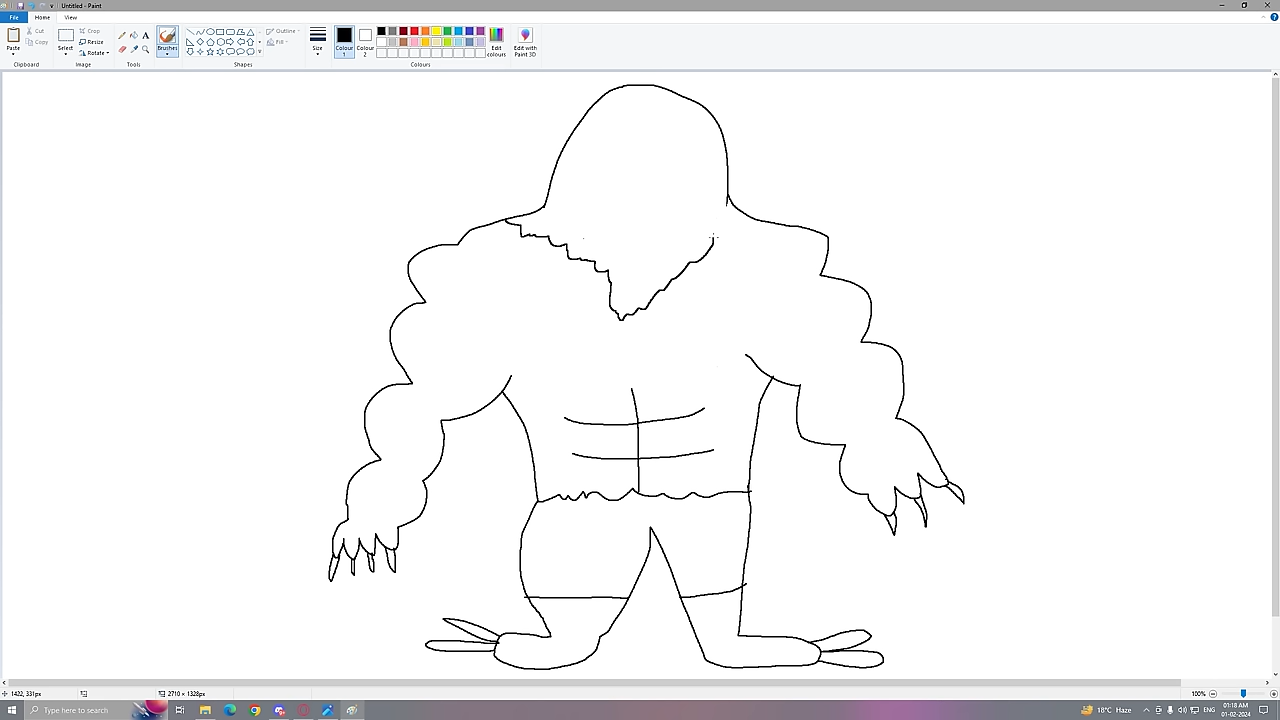 Untitled - Paint
File Home View
Paste
Cut
Copy
Clipboard
Select
Crop
Resize
Rotate
Image
A
Tools
Brushes
Outline
Fill
Shapes
Size
Colour 1
Colour 2
Edit colours
Colours
Edit with Paint 3D
1422, 331px
2710 × 1328px
100%
Type here to search
18°C Haze
ENG
01:18 AM
01-02-2024